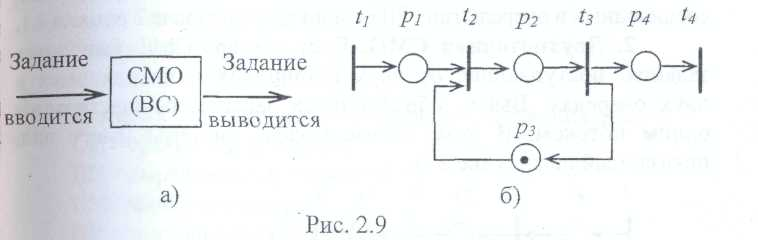 t₁ p₁ t₂ p₂ t₃ p₄ t₄
Задание
вводится
СМО
(ВС)
Задание
выводится
p₃
а)
б)
Рис. 2.9